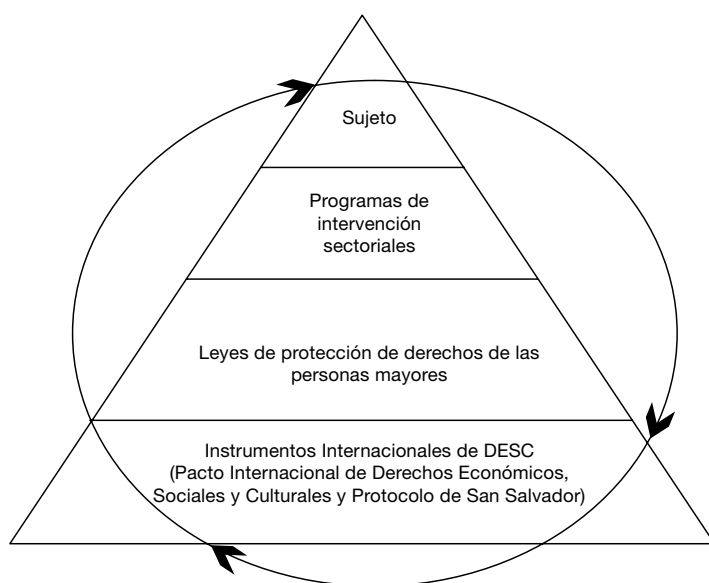 Sujeto
Programas de
intervención
sectoriales
Leyes de protección de derechos de las
personas mayores
Instrumentos Internacionales de DESC
(Pacto Internacional de Derechos Económicos,
Sociales y Culturales y Protocolo de San Salvador)